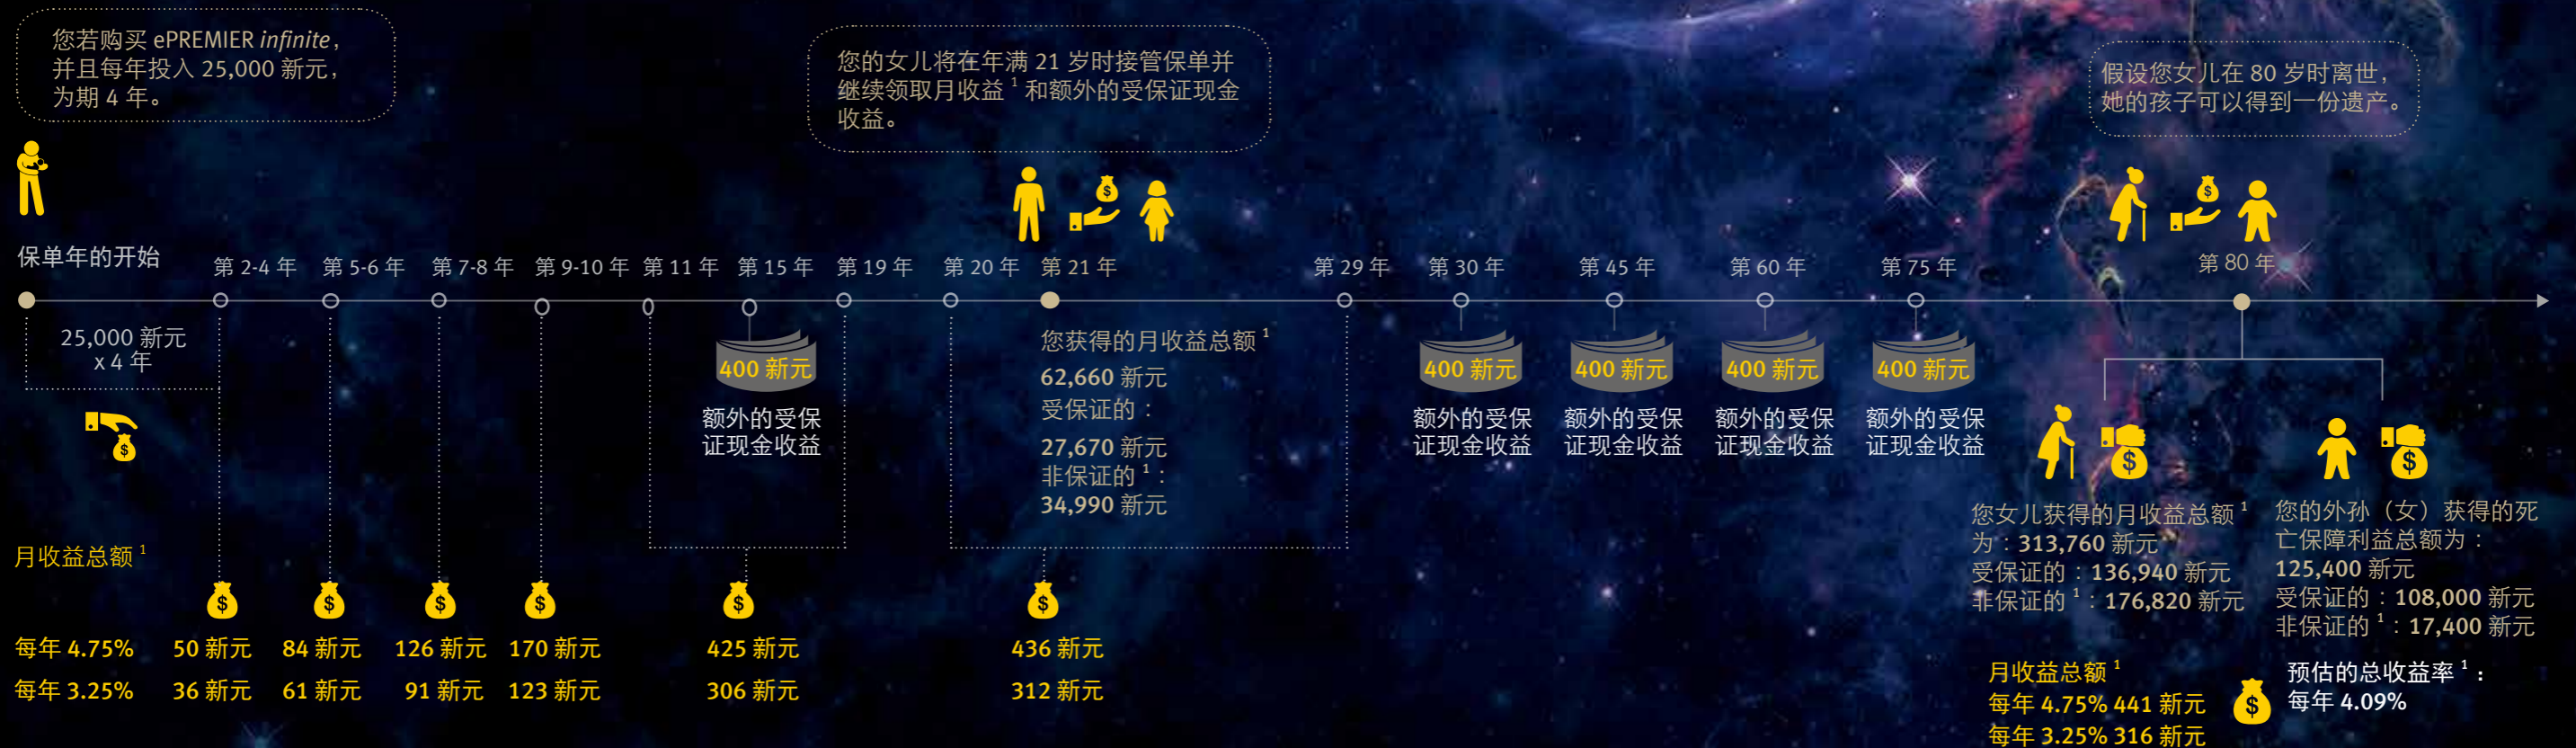 您若购买 ePREMIER infinite，
并且每年投入 25,000 新元，
为期 4 年。
您的女儿将在年满 21 岁时接管保单并
继续领取月收益 ¹ 和额外的受保证现金
收益。
假设您女儿在 80 岁时离世，
她的孩子可以得到一份遗产。
保单年的开始
第 2-4 年
第 5-6 年
第 7-8 年
第 9-10 年
第 11 年
第 15 年
第 19 年
第 20 年
第 21 年
第 29 年
第 30 年
第 45 年
第 60 年
第 75 年
第 80 年
25,000 新元
x 4 年
400 新元
额外的受保
证现金收益
您获得的月收益总额 ¹
62,660 新元
受保证的：
27,670 新元
非保证的 ¹：
34,990 新元
400 新元
额外的受保
证现金收益
400 新元
额外的受保
证现金收益
400 新元
额外的受保
证现金收益
400 新元
额外的受保
证现金收益
$
$
$
$
您女儿获得的月收益总额 ¹
为：313,760 新元
受保证的：136,940 新元
非保证的 ¹：176,820 新元
您的外孙（女）获得的死
亡保障利益总额为：
125,400 新元
受保证的：108,000 新元
非保证的 ¹：17,400 新元
月收益总额 ¹
$
$
$
$
$
$
每年 4.75%
50 新元
84 新元
126 新元
170 新元
425 新元
436 新元
每年 3.25%
36 新元
61 新元
91 新元
123 新元
306 新元
312 新元
月收益总额 ¹
每年 4.75% 441 新元
每年 3.25% 316 新元
$
预估的总收益率 ¹：
每年 4.09%